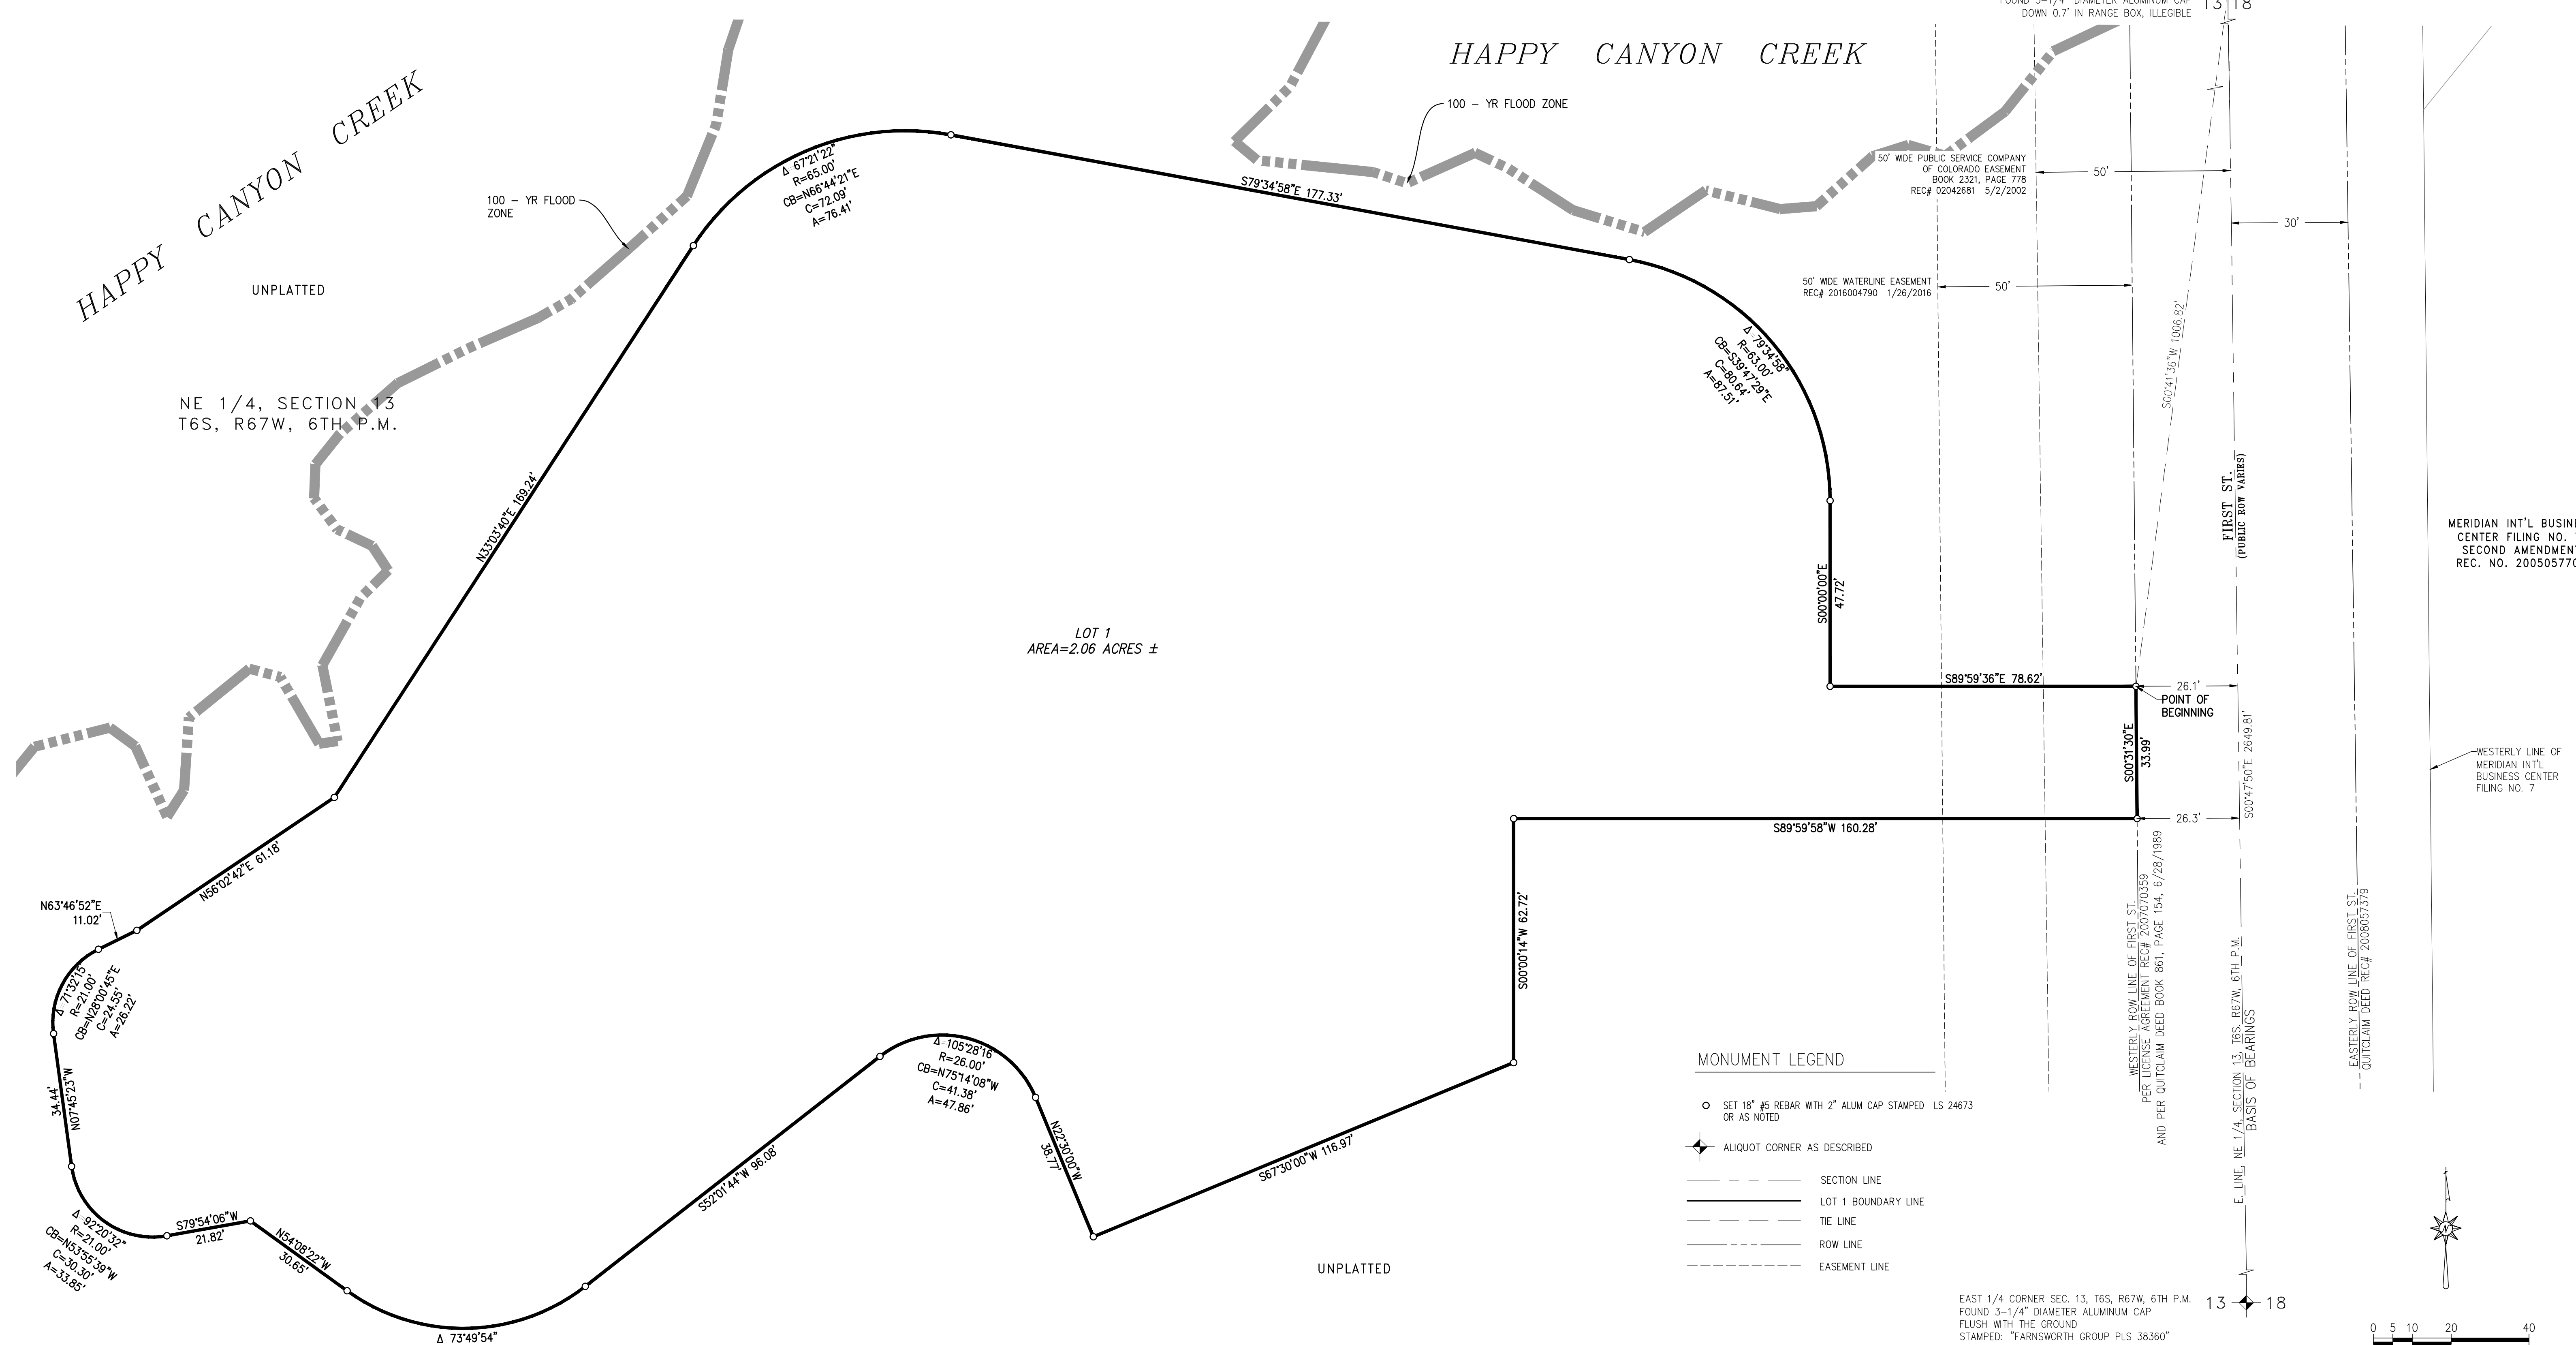 FOUND 3-1/4" DIAMETER ALUMINUM CAP
DOWN 0.7' IN RANGE BOX, ILLEGIBLE
13 18
HAPPY CANYON CREEK
HAPPY CANYON CREEK
100 - YR FLOOD ZONE
100 - YR FLOOD
ZONE
UNPLATTED
NE 1/4, SECTION 13
T6S, R67W, 6TH P.M.
Δ 67°21'22"
R=65.00'
CB=N66°44'21"E
C=72.09'
A=76.41'
S79°34'58"E 177.33'
50' WIDE PUBLIC SERVICE COMPANY
OF COLORADO EASEMENT
BOOK 2321, PAGE 778
REC# 02042681 5/2/2002
50'
30'
50' WIDE WATERLINE EASEMENT
REC# 2016004790 1/26/2016
50'
S00°41'36"W 1006.82'
Δ 79°34'58"
R=63.00'
CB=S39°47'29"E
C=80.64'
A=87.51'
N33°03'40"E 169.24'
FIRST ST.
(PUBLIC ROW VARIES)
S00°00'00"E
47.72'
LOT 1
AREA=2.06 ACRES ±
S89°59'36"E 78.62'
26.1'
POINT OF
BEGINNING
S00°31'30"E
33.99'
S00°47'50"E 2649.81'
MERIDIAN INT'L
CENTER FILING NO.
SECOND
REC. NO.
WESTERLY LINE OF
MERIDIAN INT'L
BUSINESS CENTER
FILING NO. 7
26.3'
S89°59'58"W 160.28'
S00°00'14"W 62.72'
N56°02'42"E 61.18'
N63°46'52"E
11.02'
Δ 71°32'15"
R=21.00'
CB=N28°00'45"E
C=24.55'
A=26.22'
34.44'
N07°45'23"W
Δ=92°20'32"
R=21.00'
CB=N53°55'39"W
C=30.30'
A=33.85'
S79°54'06"W
21.82'
N54°08'22"W
30.65'
Δ 73°49'54"
S52°01'44"W 96.08'
Δ=105°28'16"
R=26.00'
CB=N75°14'08"W
C=41.38'
A=47.86'
N22°30'00"W
38.77'
S67°30'00"W 116.97'
UNPLATTED
MONUMENT LEGEND
SET 18" #5 REBAR WITH 2" ALUM CAP STAMPED LS 24673
OR AS NOTED
ALIQUOT CORNER AS DESCRIBED
SECTION LINE
LOT 1 BOUNDARY LINE
TIE LINE
ROW LINE
EASEMENT LINE
WESTERLY ROW LINE OF FIRST ST.
PER LICENSE AGREEMENT REC# 2007070359
AND PER QUITCLAIM DEED BOOK 861, PAGE 154, 6/28/1989
E. LINE, NE 1/4, SECTION 13, T6S. R67W, 6TH P.M.
BASIS OF BEARINGS
EASTERLY ROW LINE OF FIRST ST.
QUITCLAIM DEED REC# 2008057379
N
EAST 1/4 CORNER SEC. 13, T6S, R67W, 6TH P.M.
FOUND 3-1/4" DIAMETER ALUMINUM CAP
FLUSH WITH THE GROUND
STAMPED: "FARNSWORTH GROUP PLS 38360"
13 18
0 5 10 20 40